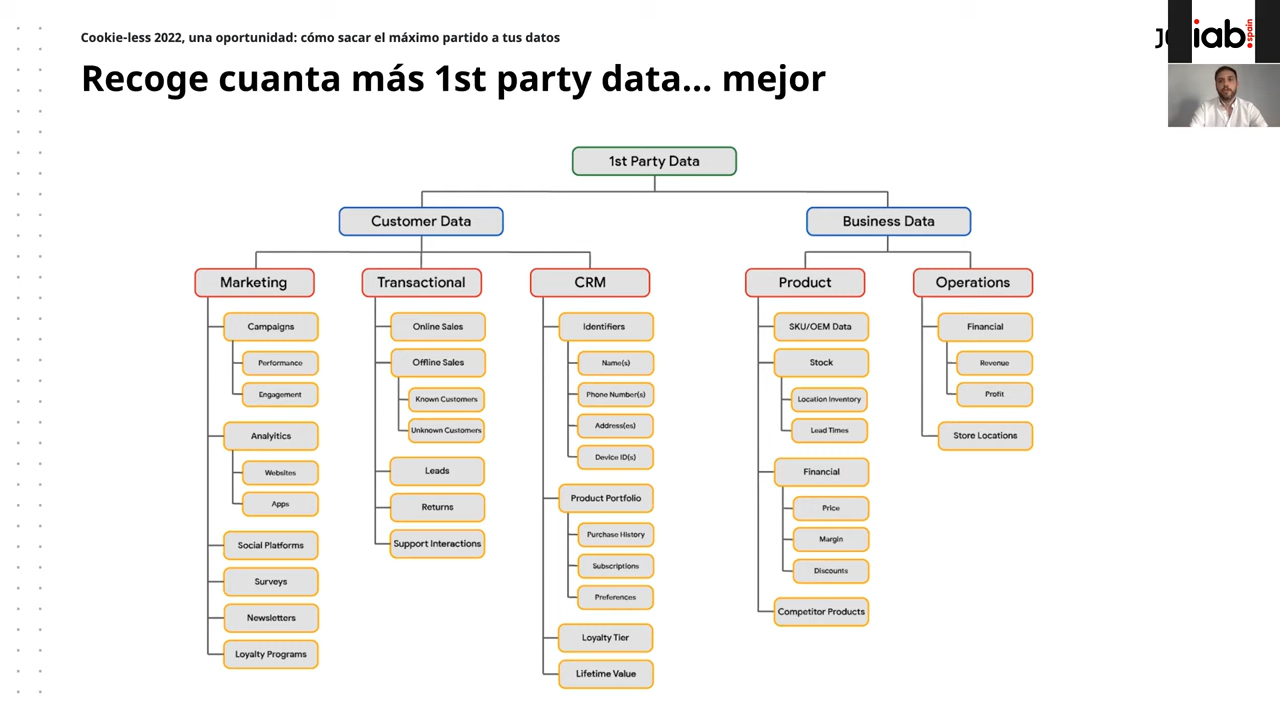 Cookie-less 2022, una oportunidad: cómo sacar el máximo partido a tus datos
Recoge cuanta más 1st party data... mejor
iab
spain
1st Party Data
Customer Data
Business Data
Marketing
Transactional
CRM
Product
Operations
Campaigns
Performance
Engagement
Analyitics
Websites
Apps
Social Platforms
Surveys
Newsletters
Loyalty Programs
Online Sales
Offline Sales
Known Customers
Unknown Customers
Leads
Returns
Support Interactions
Identifiers
Name(s)
Phone Number(s)
Address(es)
Device ID(s)
Product Portfolio
Purchase History
Subscriptions
Preferences
Loyalty Tier
Lifetime Value
SKU/OEM Data
Stock
Location Inventory
Lead Times
Financial
Price
Margin
Discounts
Competitor Products
Financial
Revenue
Profit
Store Locations